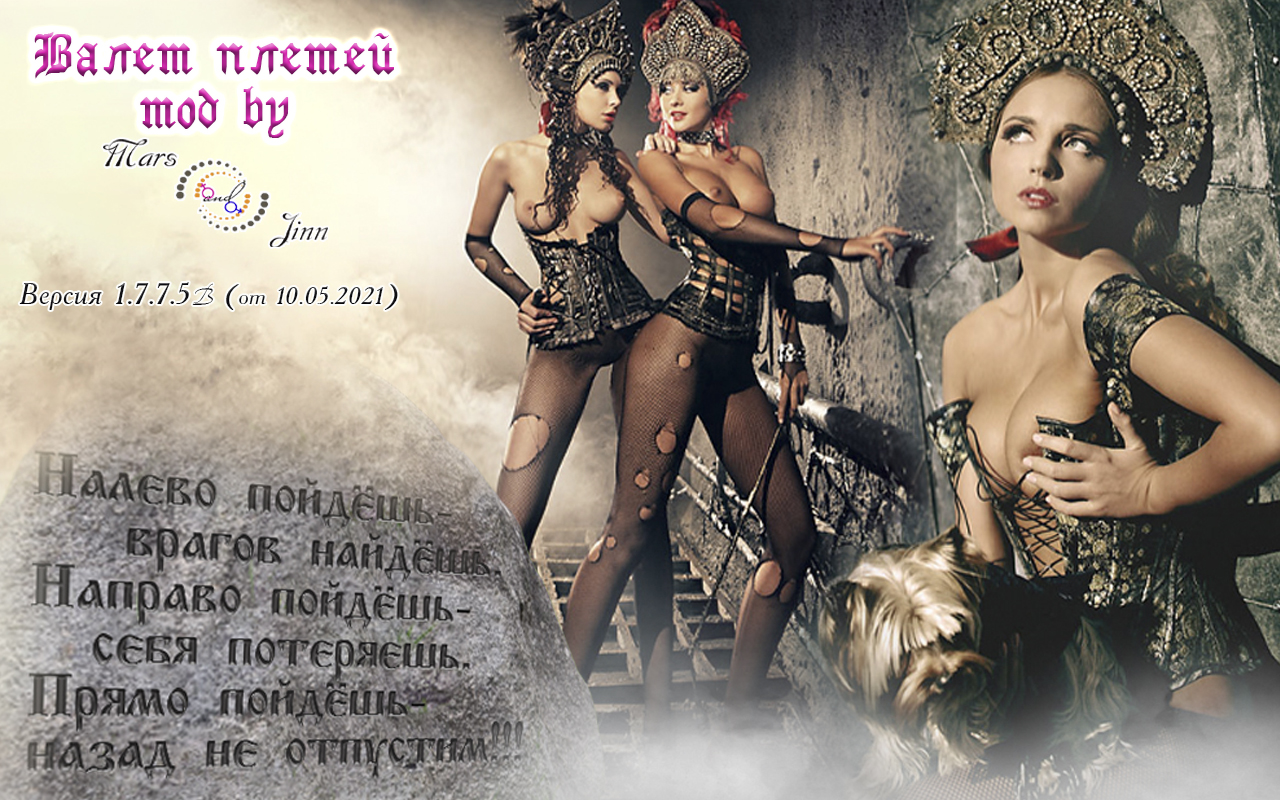 Валет плетей
mod by
Mars
and
Jinn
Версия 1.7.7.5B (от 10.05.2021)
Налево пойдёшь-
врагов найдёшь.
Направо пойдёшь-
себя потеряешь.
Прямо пойдёшь-
назад не отпустим!!!